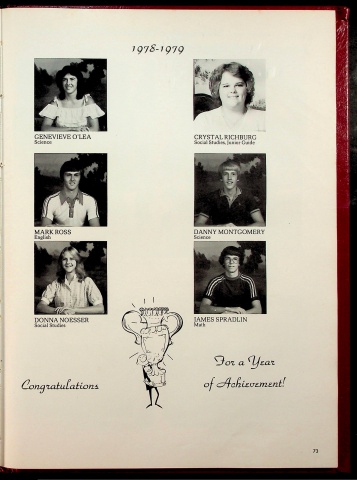 1978-1979
GENEVIEVE O'LEA
Science
CRYSTAL RICHBURG
Social Studies, Junior Guide
MARK ROSS
English
DANNY MONTGOMERY
Science
DONNA NOESSER
Social Studies
JAMES SPRADLIN
Math
Congratulations
For a Year
of Achievement!
73